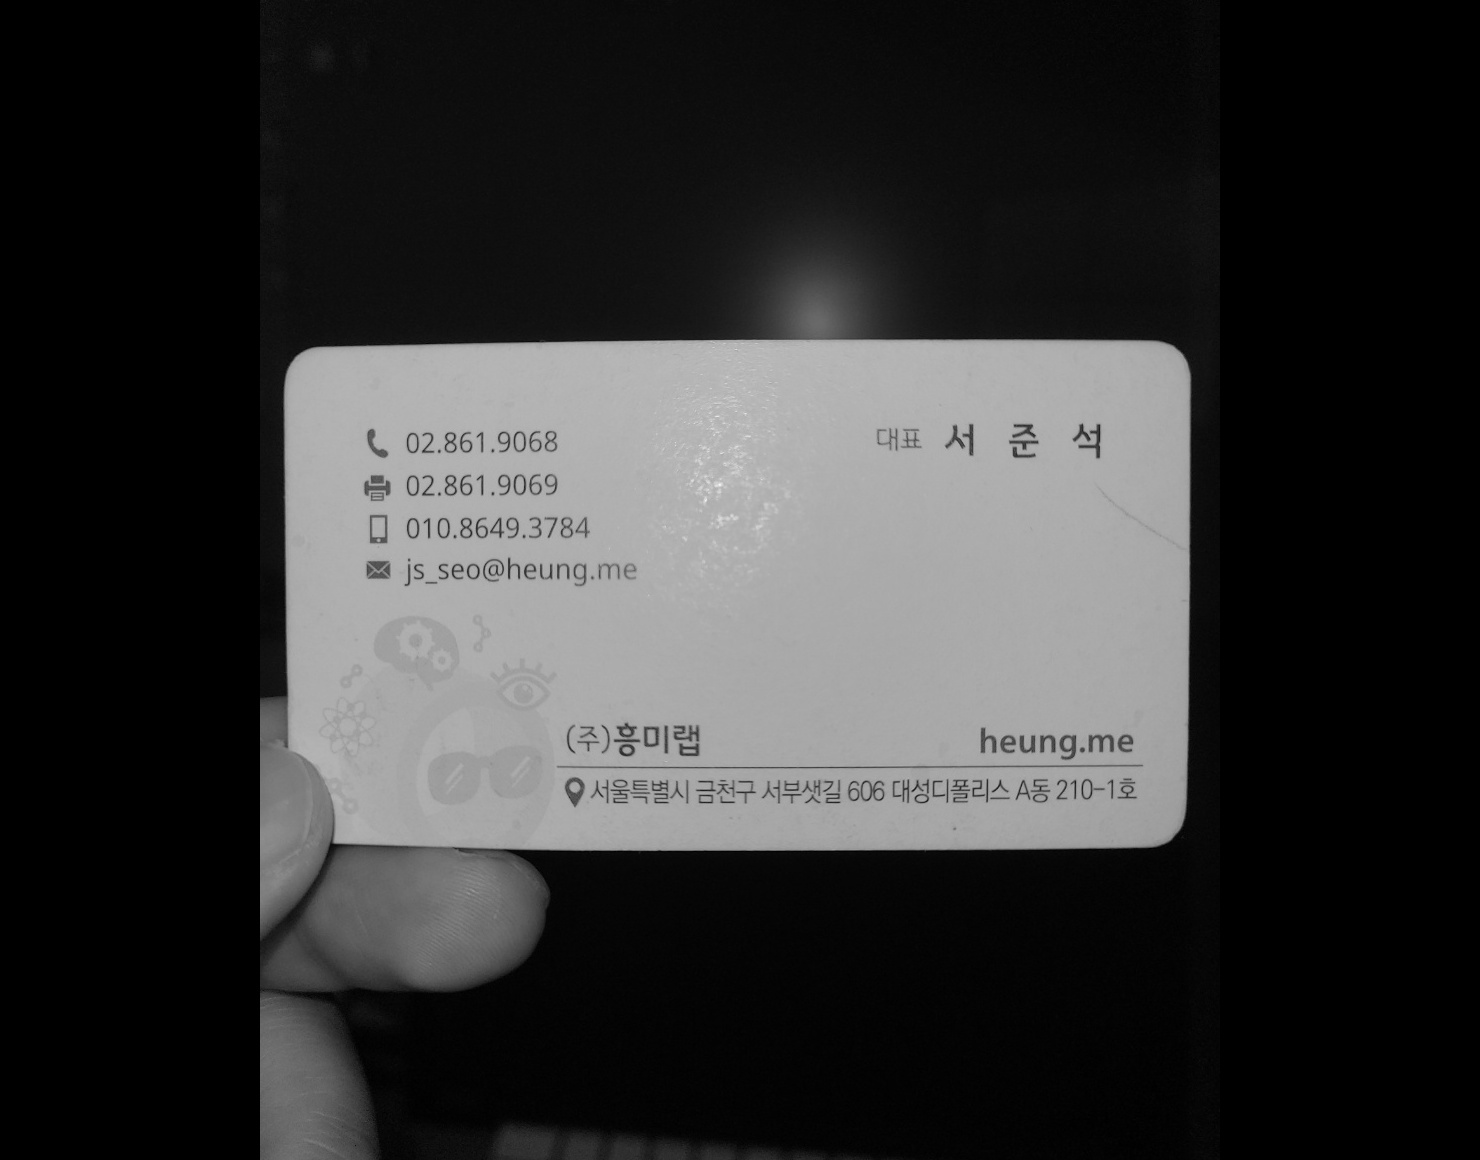 02.861.9068
02.861.9069
010.8649.3784
js_seo@heung.me
대표 서 준 석
(주)흥미랩
heung.me
서울특별시 금천구 서부샛길 606 대성디폴리스 A동 210-1호